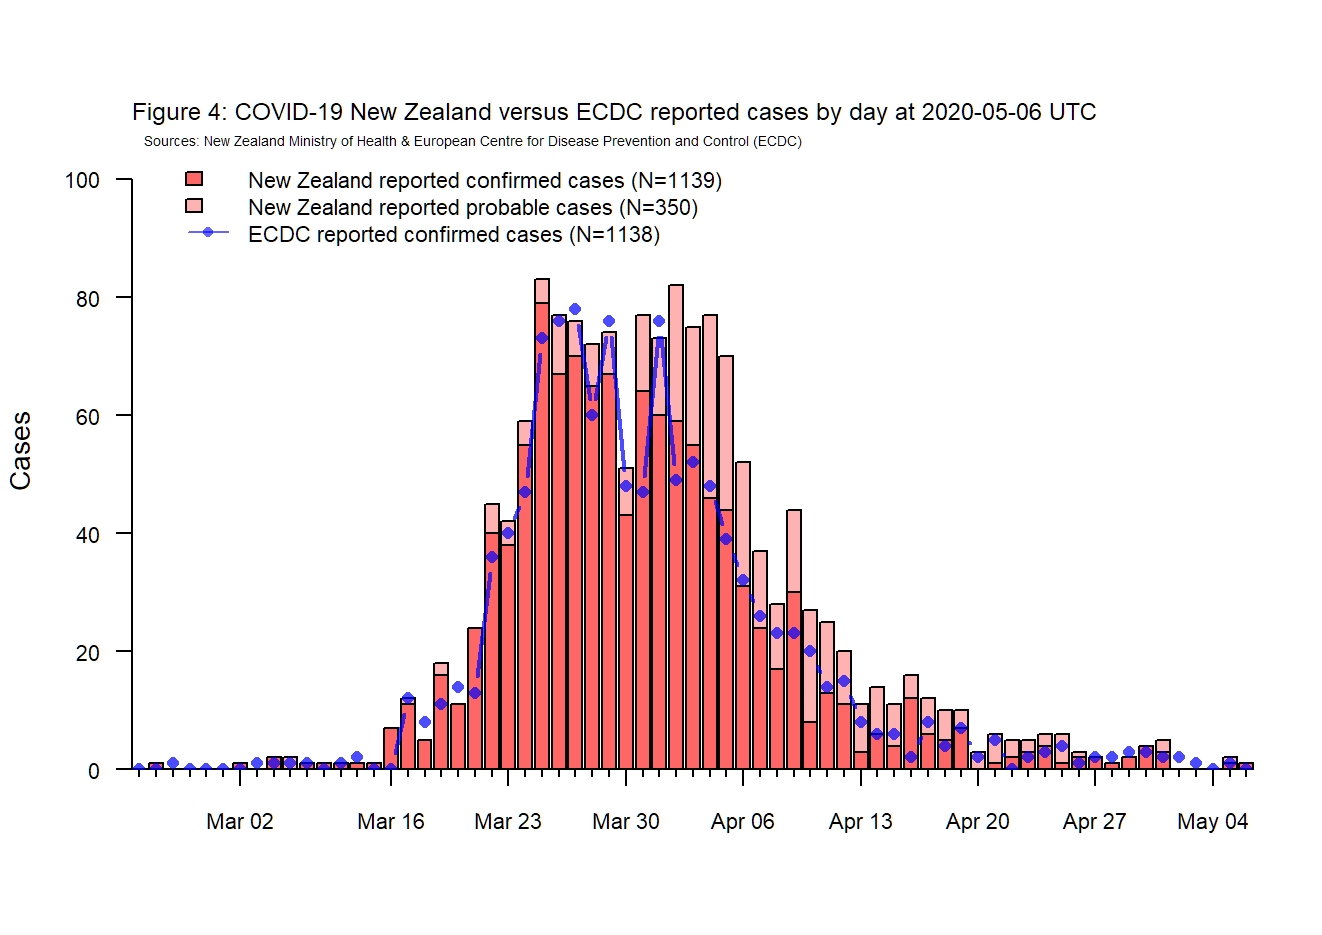 Figure 4: COVID-19 New Zealand versus ECDC reported cases by day at 2020-05-06 UTC
Sources: New Zealand Ministry of Health & European Centre for Disease Prevention and Control (ECDC)
New Zealand reported confirmed cases (N=1139)
New Zealand reported probable cases (N=350)
ECDC reported confirmed cases (N=1138)
Cases
100
80
60
40
20
0
Mar 02 Mar 16 Mar 23 Mar 30 Apr 06 Apr 13 Apr 20 Apr 27 May 04